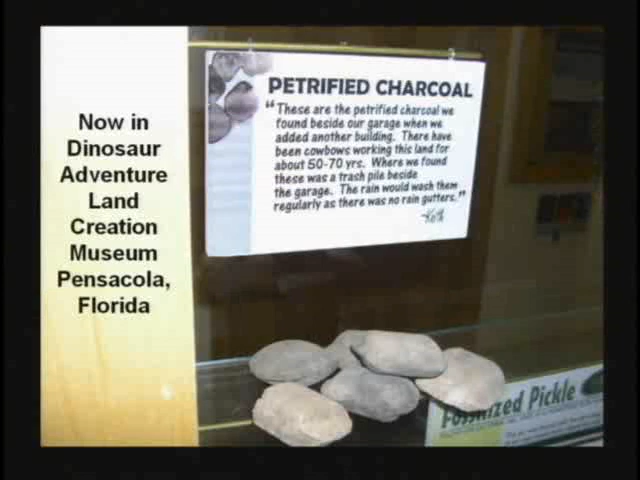 Now in
Dinosaur
Adventure
Land
Creation
Museum
Pensacola,
Florida
PETRIFIED CHARCOAL
“These are the petrified charcoal we
found beside our garage when we
added another building. There have
been cowbows working this land for
about 50-70 yrs. Where we found
these was a trash pile beside
the garage. The rain would wash them
regularly as there was no rain gutters.”
Fossilized Pickle